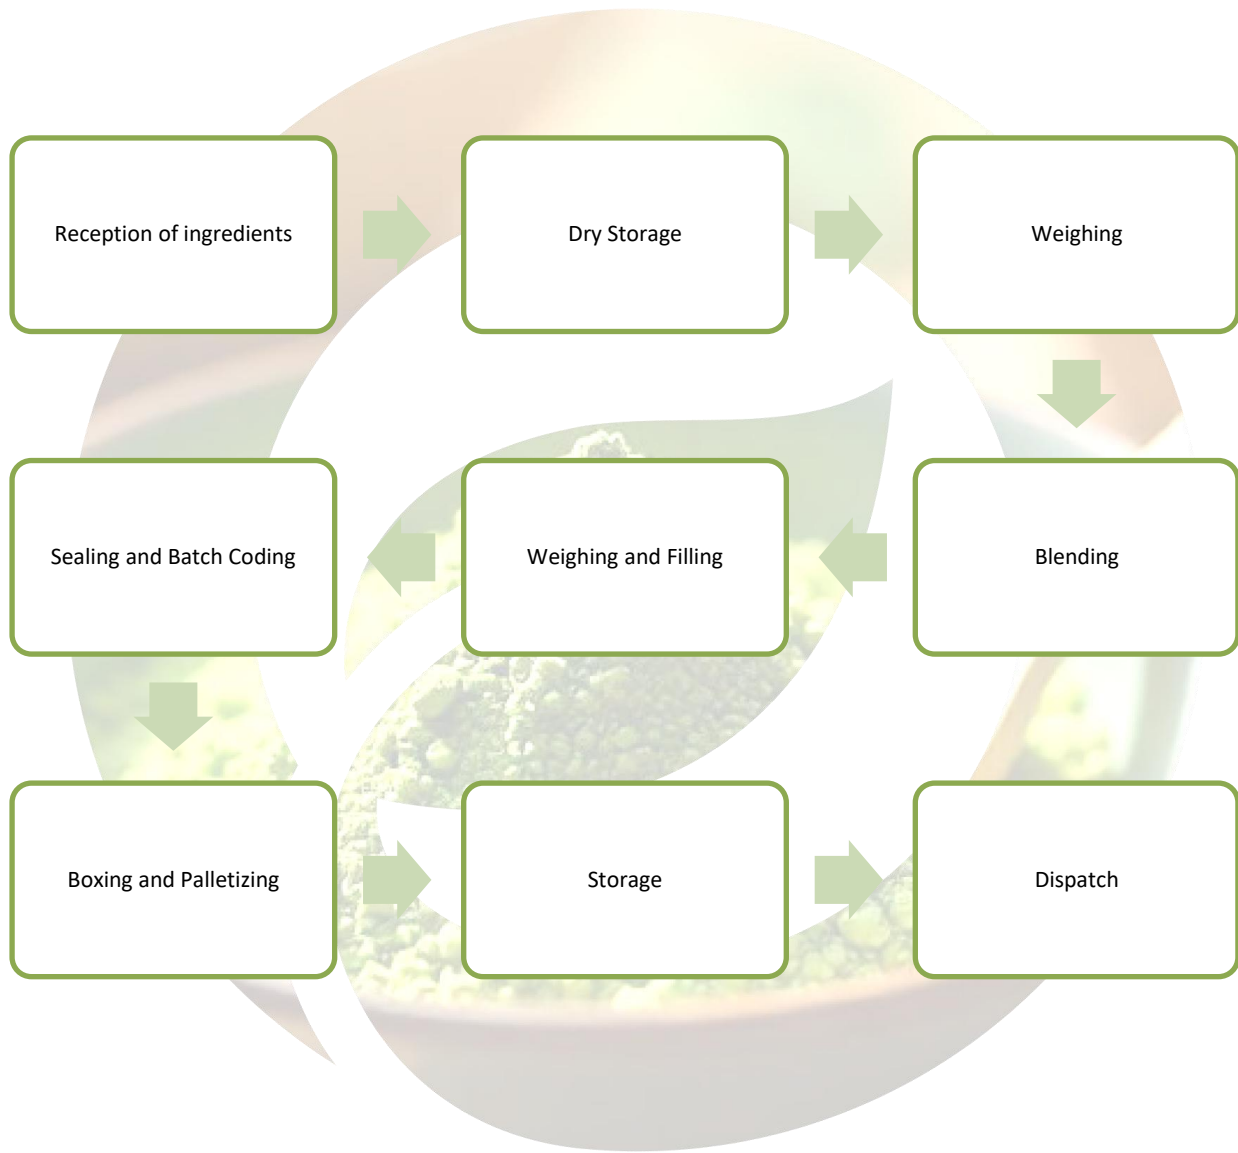 Reception of ingredients
Dry Storage
Weighing
Blending
Weighing and Filling
Sealing and Batch Coding
Boxing and Palletizing
Storage
Dispatch